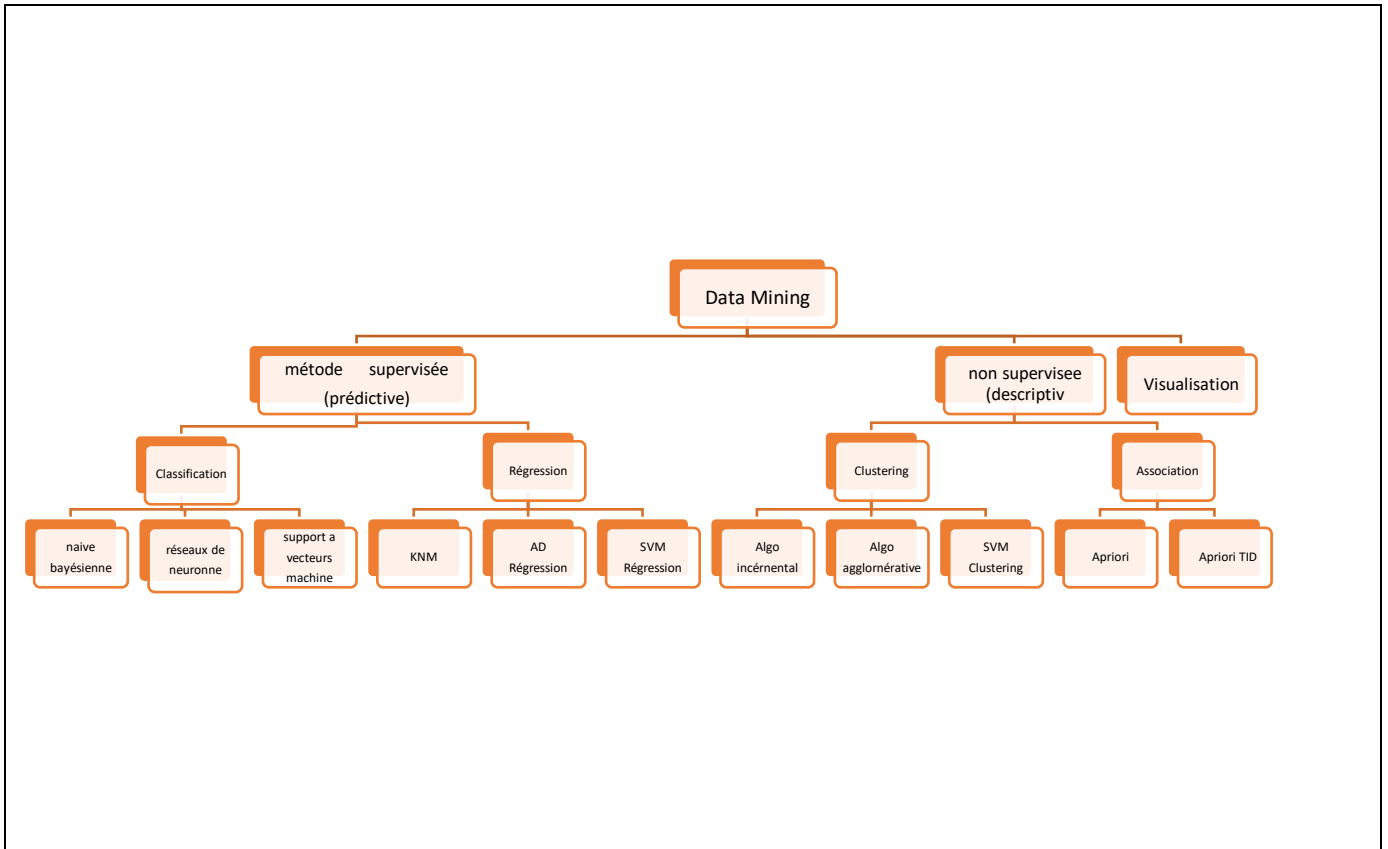 Data Mining
métode supervisée
(prédictive)
non supervisee
(descriptiv
Visualisation
Classification
Régression
Clustering
Association
naive
bayésienne
réseaux de
neuronne
support a
vecteurs
machine
KNM
AD
Régression
SVM
Régression
Algo
incérnental
Algo
agglornérative
SVM
Clustering
Apriori
Apriori TID